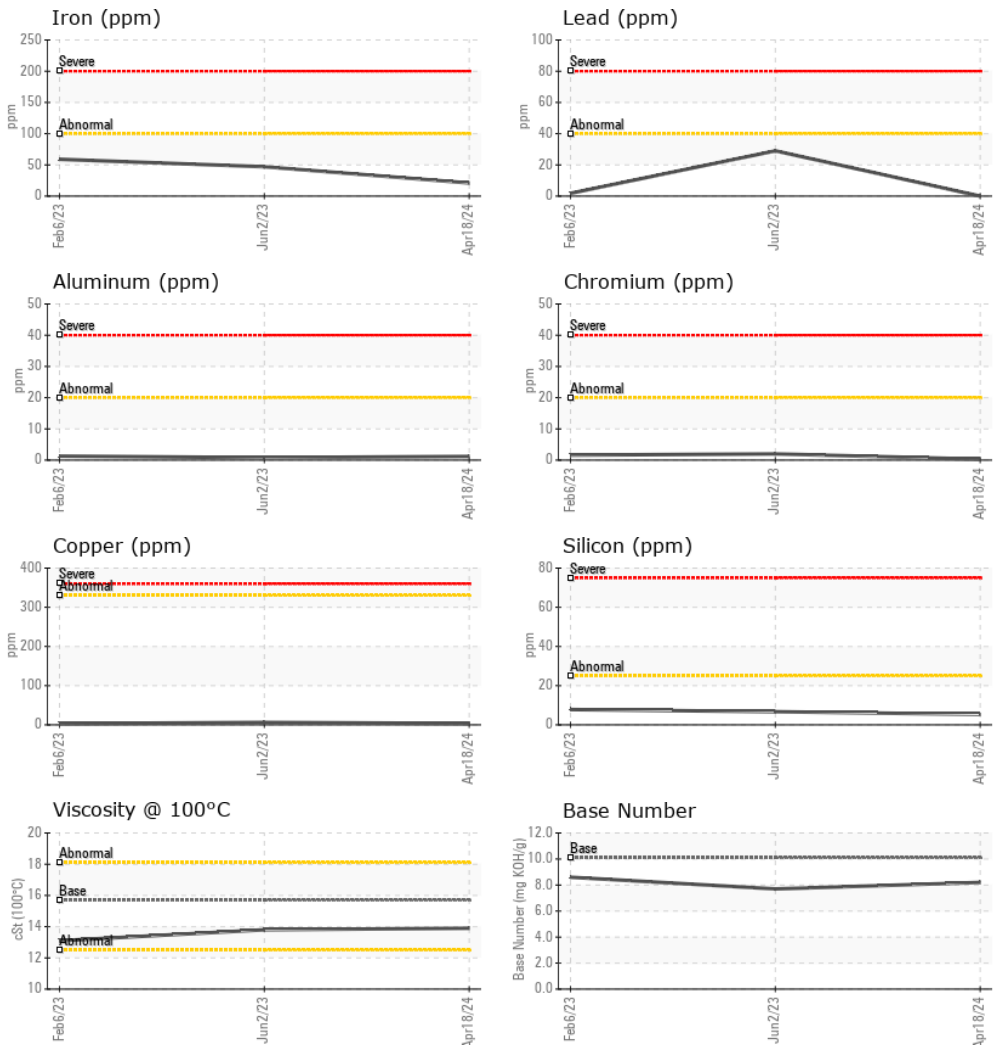 Iron (ppm)
250
200
150
100
50
0
ppm
Severe
Abnormal
Feb6/23
Jun2/23
Apr18/24
Lead (ppm)
100
80
60
40
20
0
ppm
Severe
Abnormal
Feb6/23
Jun2/23
Apr18/24
Aluminum (ppm)
50
40
30
20
10
0
ppm
Severe
Abnormal
Feb6/23
Jun2/23
Apr18/24
Chromium (ppm)
50
40
30
20
10
0
ppm
Severe
Abnormal
Feb6/23
Jun2/23
Apr18/24
Copper (ppm)
400
300
200
100
0
ppm
Severe
Abnormal
Feb6/23
Jun2/23
Apr18/24
Silicon (ppm)
80
60
40
20
0
ppm
Severe
Abnormal
Feb6/23
Jun2/23
Apr18/24
Viscosity @ 100°C
20
18
16
14
12
10
cSt (100°C)
Abnormal
Base
Abnormal
Feb6/23
Jun2/23
Apr18/24
Base Number
12.0
10.0
8.0
6.0
4.0
2.0
0.0
Base Number (mg KOH/g)
Base
Feb6/23
Jun2/23
Apr18/24